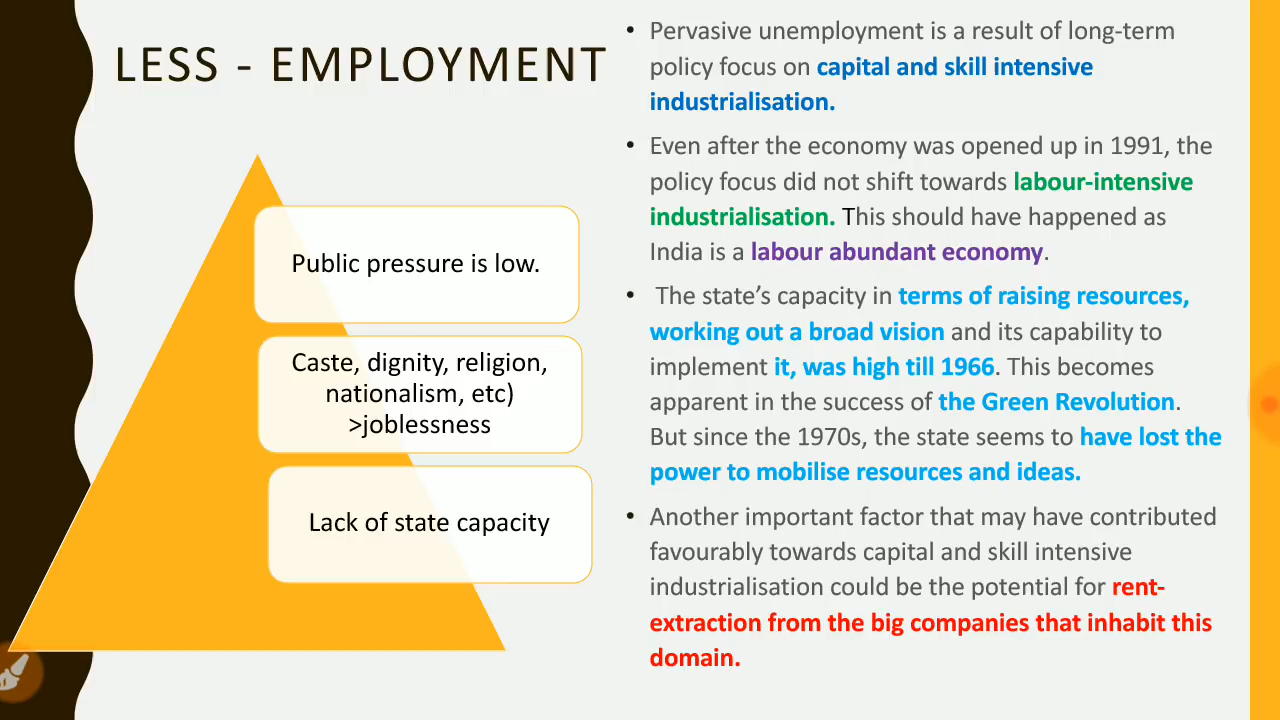 LESS - EMPLOYMENT
Public pressure is low.
Caste, dignity, religion,
nationalism, etc)
>joblessness
Lack of state capacity
• Pervasive unemployment is a result of long-term
policy focus on capital and skill intensive
industrialisation.
• Even after the economy was opened up in 1991, the
policy focus did not shift towards labour-intensive
industrialisation. This should have happened as
India is a labour abundant economy.
• The state’s capacity in terms of raising resources,
working out a broad vision and its capability to
implement it, was high till 1966. This becomes
apparent in the success of the Green Revolution.
But since the 1970s, the state seems to have lost the
power to mobilise resources and ideas.
• Another important factor that may have contributed
favourably towards capital and skill intensive
industrialisation could be the potential for rent-
extraction from the big companies that inhabit this
domain.